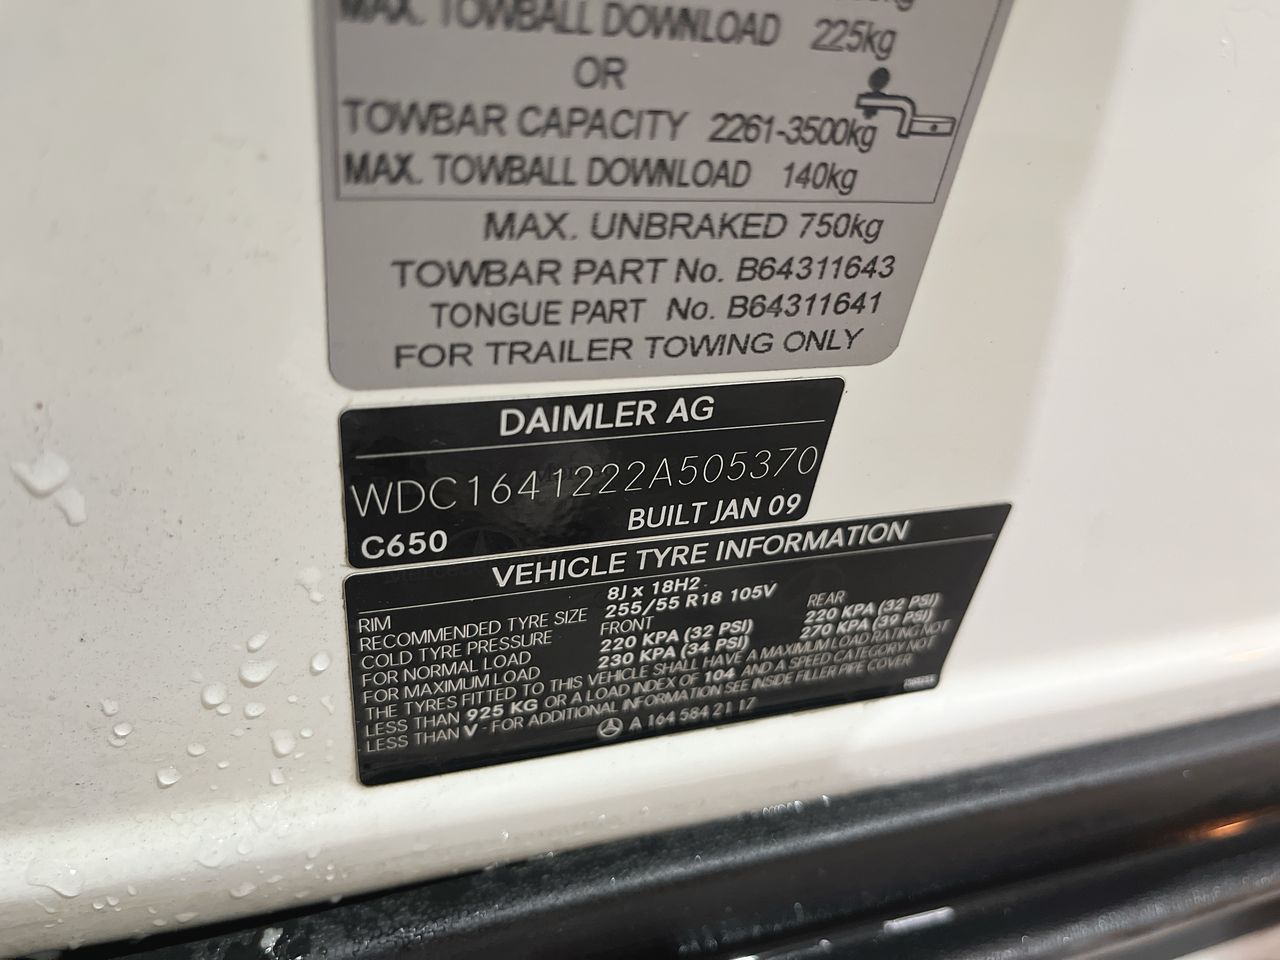 MAX. TOWBALL DOWNLOAD 225kg
OR
TOWBAR CAPACITY 2261-3500kg
MAX. TOWBALL DOWNLOAD 140kg
MAX. UNBRAKED 750kg
TOWBAR PART No. B64311643
TONGUE PART No. B64311641
FOR TRAILER TOWING ONLY
DAIMLER AG
WDC1641222A505370
C650 BUILT JAN 09
VEHICLE TYRE INFORMATION
RIM 8J x 18H2
RECOMMENDED TYRE SIZE 255/55 R18 105V
COLD TYRE PRESSURE FRONT REAR
FOR NORMAL LOAD 220 KPA (32 PSI) 220 KPA (32 PSI)
FOR MAXIMUM LOAD 230 KPA (34 PSI) 270 KPA (39 PSI)
THE TYRES FITTED TO THIS VEHICLE SHALL HAVE A MAXIMUM LOAD RATING NOT
LESS THAN 925 KG OR A LOAD INDEX OF 104 AND A SPEED CATEGORY NOT
LESS THAN V - FOR ADDITIONAL INFORMATION SEE INSIDE FILLER PIPE COVER
A 164 584 21 17